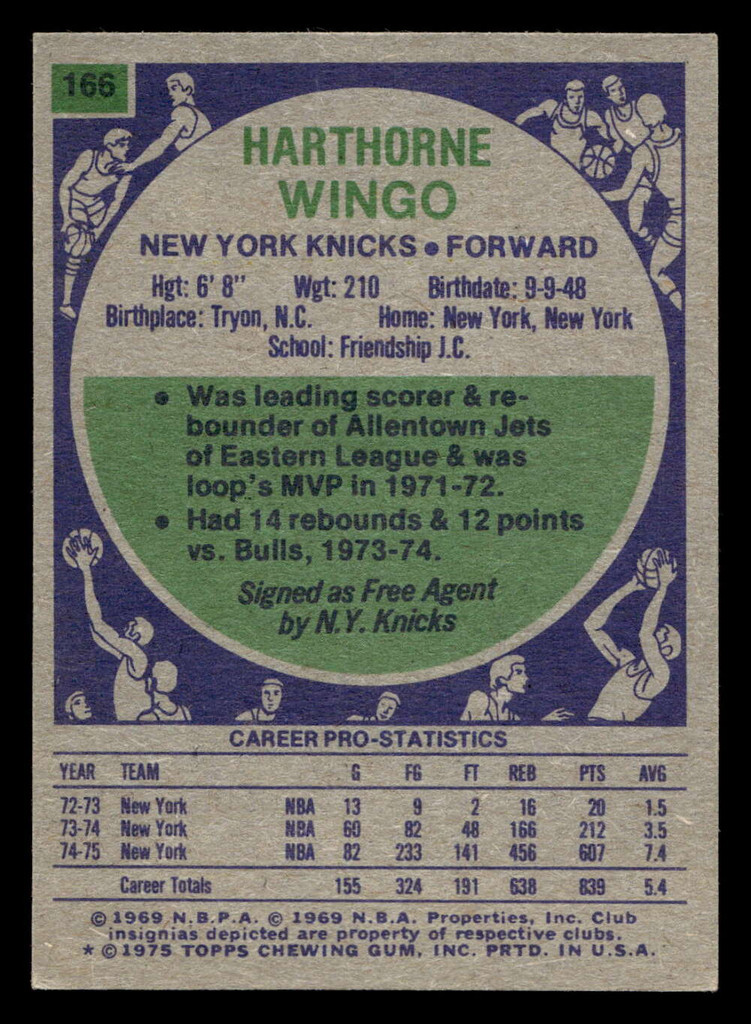 166
HARTHORNE
WINGO
NEW YORK KNICKS • FORWARD
Hgt: 6' 8" Wgt: 210 Birthdate: 9-9-48
Birthplace: Tryon, N.C. Home: New York, New York
School: Friendship J.C.
• Was leading scorer & re-
bounder of Allentown Jets
of Eastern League & was
loop's MVP in 1971-72.
• Had 14 rebounds & 12 points
vs. Bulls, 1973-74.
Signed as Free Agent
by N.Y. Knicks
CAREER PRO-STATISTICS
YEAR TEAM G FG FT REB PTS AVG
72-73 New York NBA 13 9 2 16 20 1.5
73-74 New York NBA 60 82 48 166 212 3.5
74-75 New York NBA 82 233 141 456 607 7.4
Career Totals 155 324 191 638 839 5.4
© 1969 N.B.P.A. © 1969 N.B.A. Properties, Inc. Club
insignias depicted are property of respective clubs.
* © 1975 TOPPS CHEWING GUM, INC. PRTD. IN U.S.A.